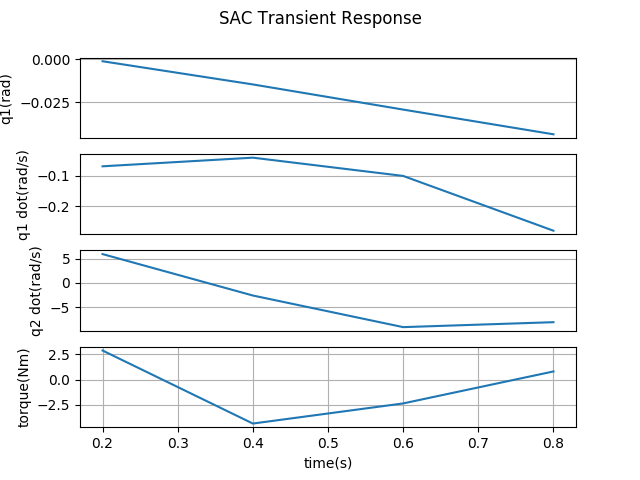 SAC Transient Response
0.000
−0.025
q1(rad)
−0.1
−0.2
q1 dot(rad/s)
5
0
−5
q2 dot(rad/s)
2.5
0.0
−2.5
torque(Nm)
0.2 0.3 0.4 0.5 0.6 0.7 0.8
time(s)